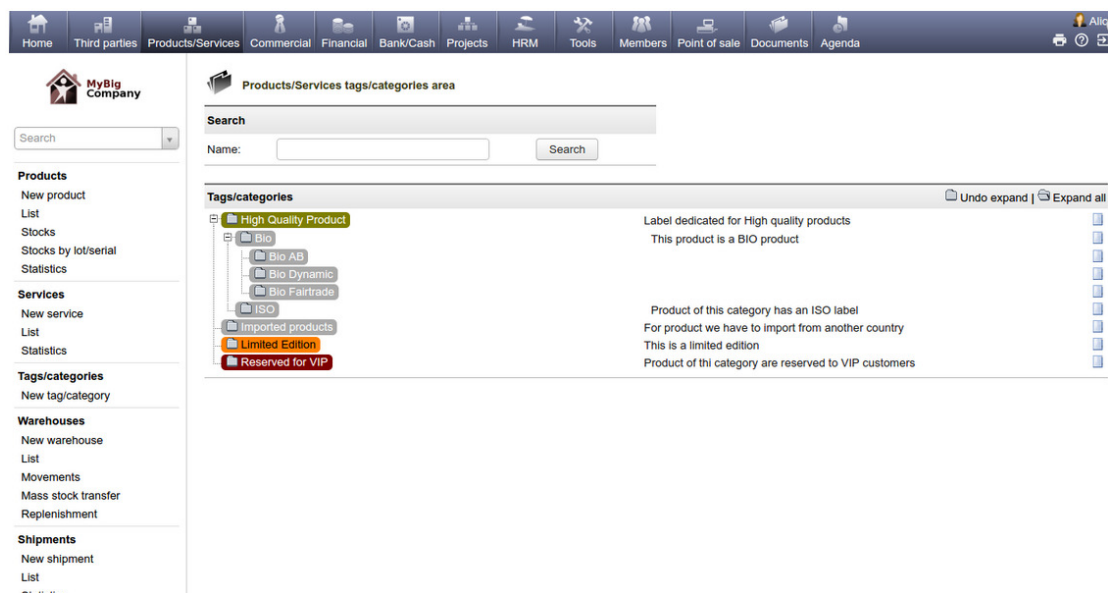 Home Third parties Products/Services Commercial Financial Bank/Cash Projects HRM Tools Members Point of sale Documents Agenda
MyBig
Company
Search
Products
New product
List
Stocks
Stocks by lot/serial
Statistics
Services
New service
List
Statistics
Tags/categories
New tag/category
Warehouses
New warehouse
List
Movements
Mass stock transfer
Replenishment
Shipments
New shipment
List
Products/Services tags/categories area
Search
Name: Search
Tags/categories Undo expand | Expand all
High Quality Product Label dedicated for High quality products
Bio This product is a BIO product
Bio AB
Bio Dynamic
Bio Fairtrade
ISO Product of this category has an ISO label
Imported products For product we have to import from another country
Limited Edition This is a limited edition
Reserved for VIP Product of thi category are reserved to VIP customers